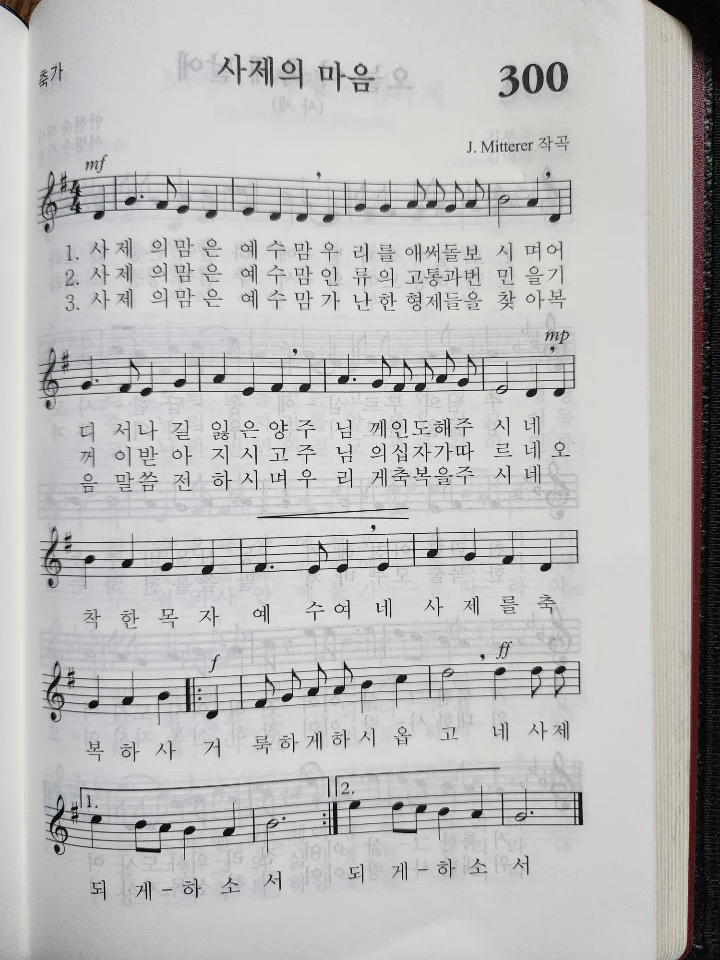 축가
사제의 마음
300
J. Mitterer 작곡
mf
1. 사제 의맘은 예수맘우 리를 애써돌보 시 며어
2. 사제 의맘은 예수맘인 류의 고통과번 민 을기
3. 사제 의맘은 예수맘가 난한 형제들을 찾 아복
mp
디 서나 길 잃은양주 님 께인도해주 시네
꺼 이받 아 지시고주 님 의십자가따 르네오
음 말씀 전 하시며우 리 게축복을주 시네
착 한 목 자 예 수여 네 사 제 를 축
f
ff
복 하 사 거 룩하게하시 옵 고 네 사제
1.
2.
되 게-하 소 서 되 게-하 소 서